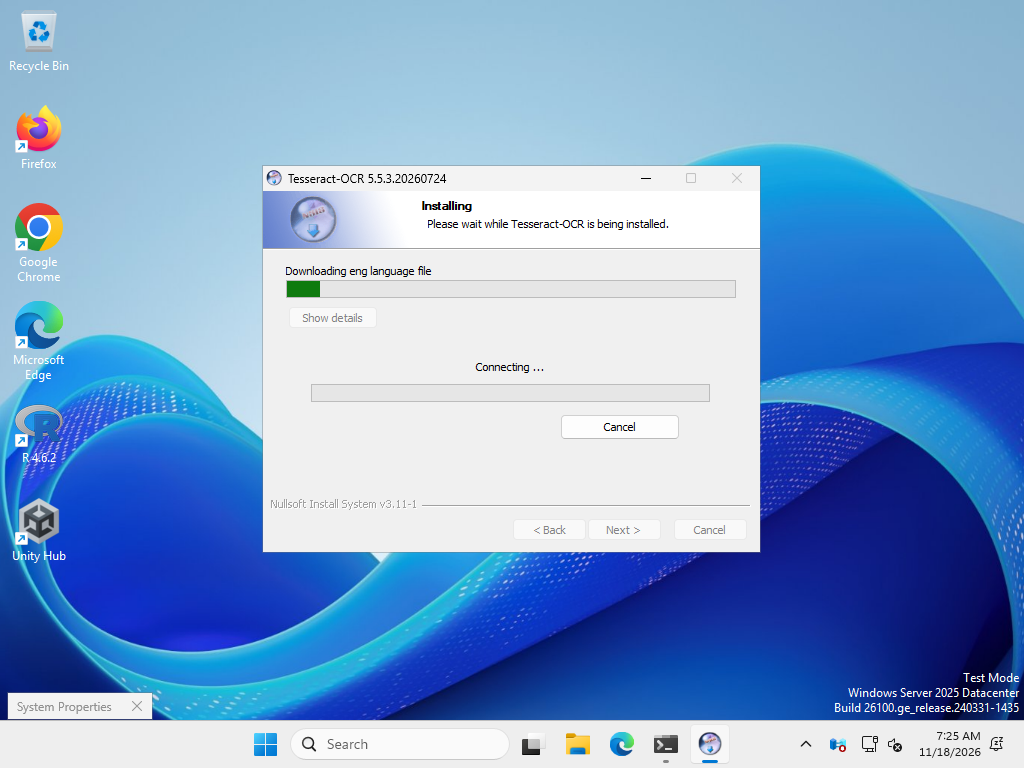 Recycle Bin
Firefox
Google
Chrome
Microsoft
Edge
R 4.6.2
Unity Hub
Tesseract-OCR 5.5.3.20260724
Installing
Please wait while Tesseract-OCR is being installed.
Downloading eng language file
Show details
Connecting ...
Cancel
Nullsoft Install System v3.11-1
< Back
Next >
Cancel
Test Mode
Windows Server 2025 Datacenter
Build 26100.ge_release.240331-1435
System Properties
Search
7:25 AM
11/18/2026